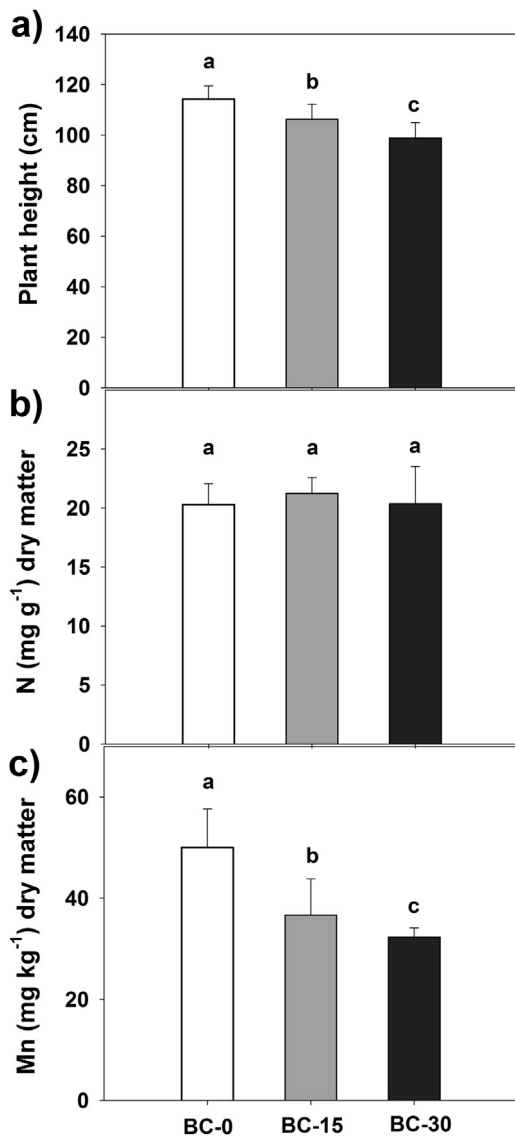 a)
140
120
100
80
60
40
20
0
Plant height (cm)
a
b
c
b)
25
20
15
10
5
0
N (mg g⁻¹) dry matter
a
a
a
c)
60
40
20
0
Mn (mg kg⁻¹) dry matter
a
b
c
BC-0 BC-15 BC-30